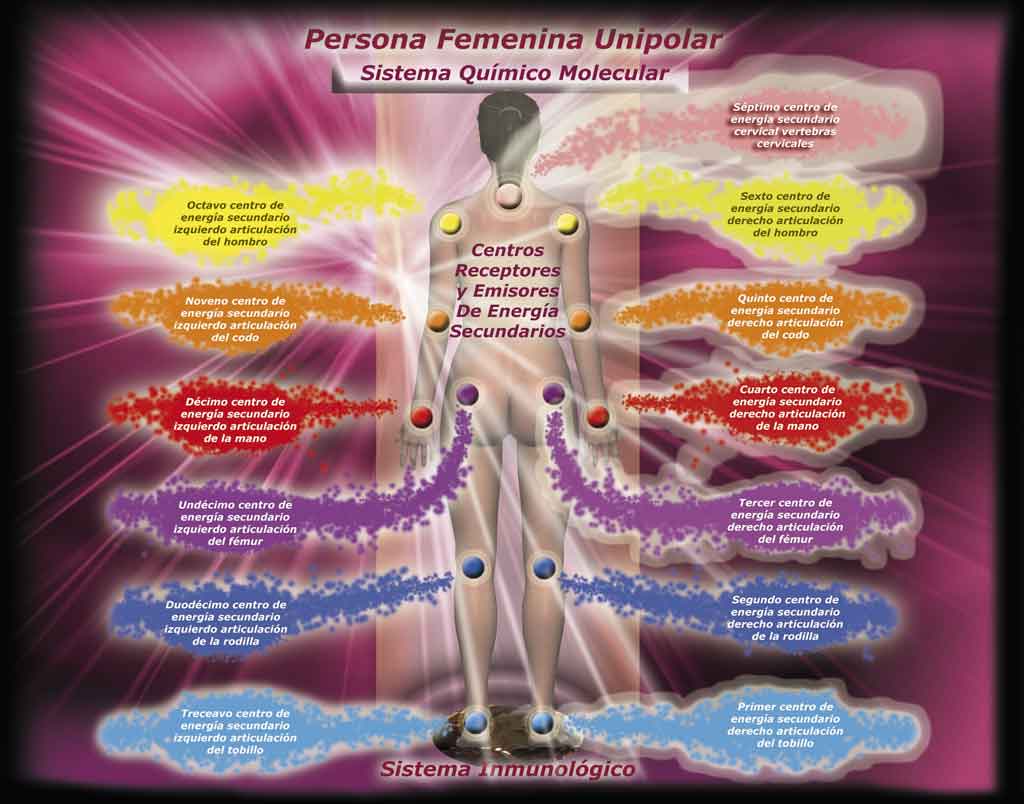 Persona Femenina Unipolar
Sistema Químico Molecular
Séptimo centro de
energía secundario
cervical vertebras
cervicales
Octavo centro de
energía secundario
izquierdo articulación
del hombro
Sexto centro de
energía secundario
derecho articulación
del hombro
Centros
Receptores
y Emisores
De Energía
Secundarios
Noveno centro de
energía secundario
izquierdo articulación
del codo
Quinto centro de
energía secundario
derecho articulación
del codo
Décimo centro de
energía secundario
izquierdo articulación
de la mano
Cuarto centro de
energía secundario
derecho articulación
de la mano
Undécimo centro de
energía secundario
izquierdo articulación
del fémur
Tercer centro de
energía secundario
derecho articulación
del fémur
Duodécimo centro de
energía secundario
izquierdo articulación
de la rodilla
Segundo centro de
energía secundario
derecho articulación
de la rodilla
Treceavo centro de
energía secundario
izquierdo articulación
del tobillo
Primer centro de
energía secundario
derecho articulación
del tobillo
Sistema Inmunológico